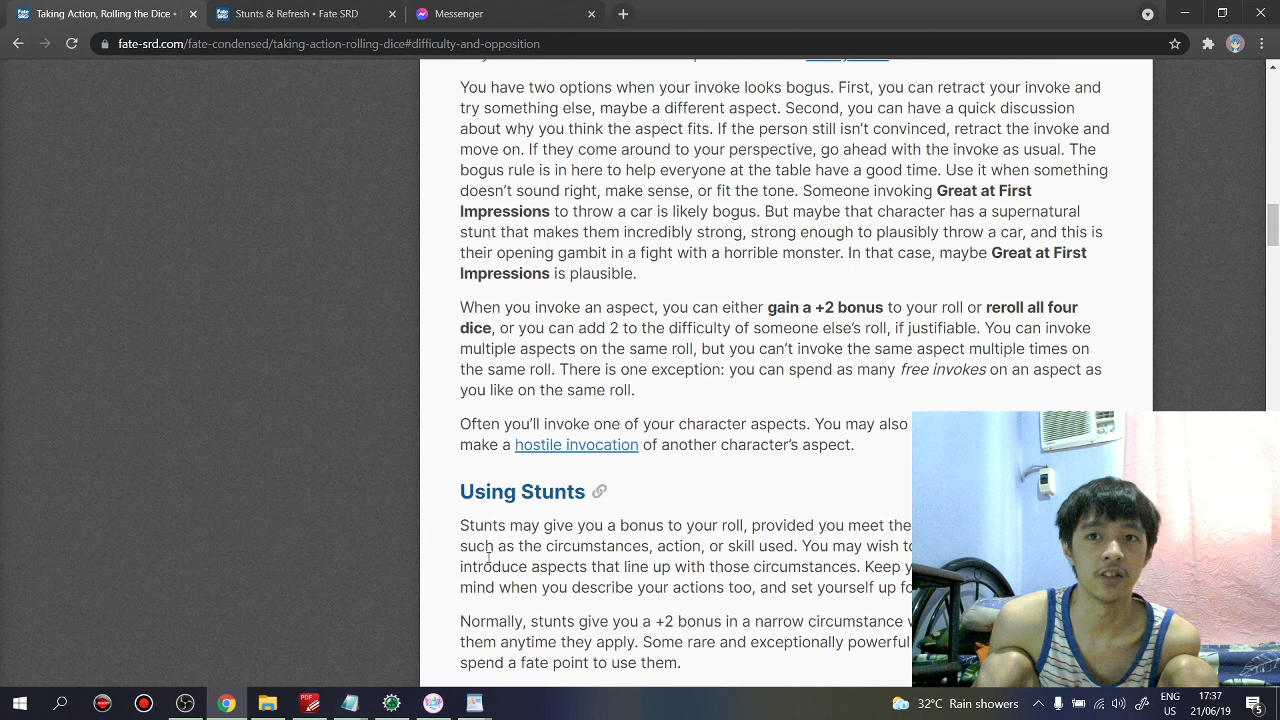 Taking Action, Rolling the Dice •
Stunts & Refresh • Fate SRD
Messenger
fate-srd.com/fate-condensed/taking-action-rolling-dice#difficulty-and-opposition
You have two options when your invoke looks bogus. First, you can retract your invoke and
try something else, maybe a different aspect. Second, you can have a quick discussion
about why you think the aspect fits. If the person still isn't convinced, retract the invoke and
move on. If they come around to your perspective, go ahead with the invoke as usual. The
bogus rule is in here to help everyone at the table have a good time. Use it when something
doesn't sound right, make sense, or fit the tone. Someone invoking Great at First
Impressions to throw a car is likely bogus. But maybe that character has a supernatural
stunt that makes them incredibly strong, strong enough to plausibly throw a car, and this is
their opening gambit in a fight with a horrible monster. In that case, maybe Great at First
Impressions is plausible.
When you invoke an aspect, you can either gain a +2 bonus to your roll or reroll all four
dice, or you can add 2 to the difficulty of someone else's roll, if justifiable. You can invoke
multiple aspects on the same roll, but you can't invoke the same aspect multiple times on
the same roll. There is one exception: you can spend as many free invokes on an aspect as
you like on the same roll.
Often you'll invoke one of your character aspects. You may also
make a hostile invocation of another character's aspect.
Using Stunts
Stunts may give you a bonus to your roll, provided you meet the
such as the circumstances, action, or skill used. You may wish to
introduce aspects that line up with those circumstances. Keep
mind when you describe your actions too, and set yourself up
Normally, stunts give you a +2 bonus in a narrow circumstance
them anytime they apply. Some rare and exceptionally powerful
spend a fate point to use them.
PDF
32°C Rain showers
ENG
US
17:37
21/06/19
5